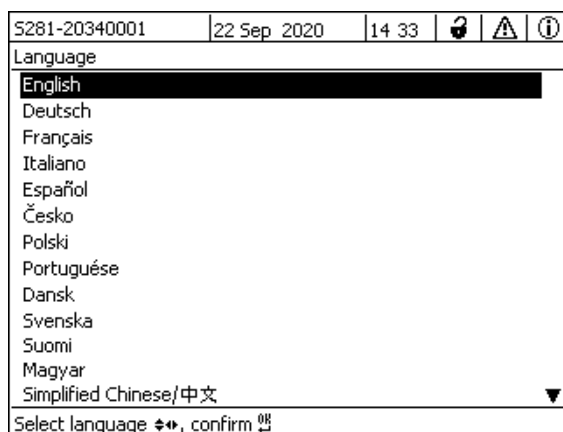 S281-20340001 22 Sep 2020 14 33
Language
English
Deutsch
Français
Italiano
Español
Česko
Polski
Portuguése
Dansk
Svenska
Suomi
Magyar
Simplified Chinese/中文
Select language, confirm OK